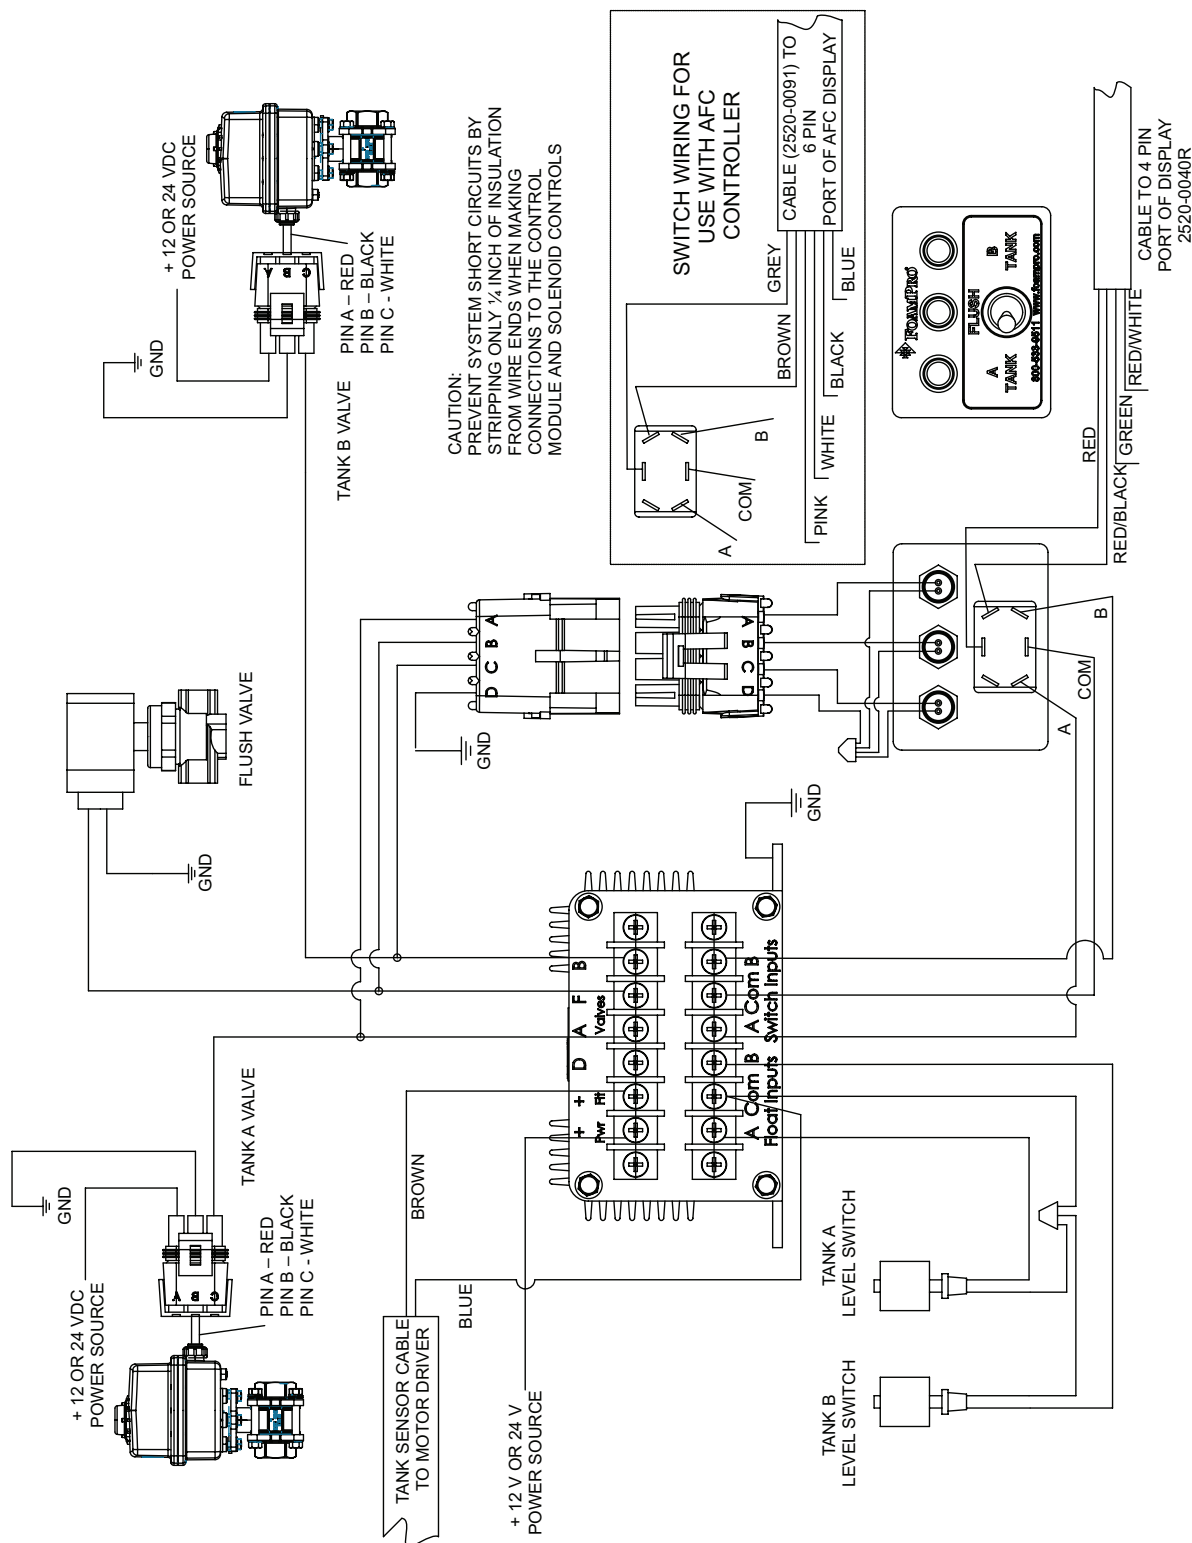 + 12 OR 24 VDC
POWER SOURCE
GND
PIN A – RED
PIN B – BLACK
PIN C - WHITE
A
B
C
TANK A VALVE
FLUSH VALVE
GND
+ 12 OR 24 VDC
POWER SOURCE
GND
PIN A – RED
PIN B – BLACK
PIN C - WHITE
A
B
C
TANK B VALVE
CAUTION:
PREVENT SYSTEM SHORT CIRCUITS BY
STRIPPING ONLY ¼ INCH OF INSULATION
FROM WIRE ENDS WHEN MAKING
CONNECTIONS TO THE CONTROL
MODULE AND SOLENOID CONTROLS
TANK SENSOR CABLE
TO MOTOR DRIVER
BROWN
BLUE
+ 12 V OR 24 V
POWER SOURCE
+ + D A F B
Pwr Flt Valves
A Com B A Com B
Float Inputs Switch Inputs
GND
GND
D C B A
D C B A
SWITCH WIRING FOR
USE WITH AFC
CONTROLLER
CABLE (2520-0091) TO
6 PIN
PORT OF AFC DISPLAY
GREY
BROWN
A
COM
B
PINK
WHITE
BLACK
BLUE
TANK B
LEVEL SWITCH
TANK A
LEVEL SWITCH
A
COM
B
RED
RED/BLACK
GREEN
RED/WHITE
FOAMPRO®
FLUSH
A
TANK
B
TANK
800-533-9511 www.foampro.com
CABLE TO 4 PIN
PORT OF DISPLAY
2520-0040R